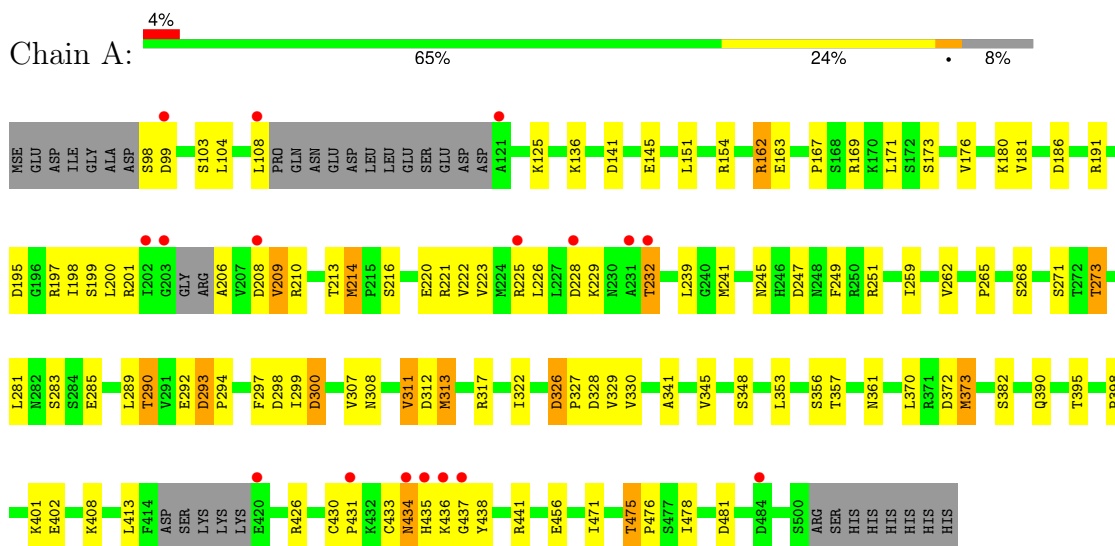 4%
Chain A:
65% 24% • 8%
MSE GLU ASP ILE GLY ALA ASP S98 D99 S103 L104 L108 PRO GLN ASN GLU ASP LEU LEU GLU SER GLU ASP ASP A121 K125 K136 D141 E145 L151 R154 R162 E163 P167 S168 R169 K170 L171 S172 S173 V176 K180 V181 D186 R191
D195 G196 R197 I198 S199 L200 R201 I202 G203 GLY ARG A206 V207 D208 V209 R210 T213 M214 P215 S216 E220 R221 V222 V223 M224 R225 L226 L227 D228 K229 N230 A231 T232 L239 G240 M241 N245 H246 D247 N248 F249 R250 R251 I259 V262 P265 S268 S271 T272 T273
L281 N282 S283 S284 E285 L289 T290 V291 E292 D293 P294 F297 D298 I299 D300 V307 N308 V311 D312 M313 R317 I322 D326 P327 D328 V329 V330 A341 V345 S348 L353 S356 T357 N361 L370 R371 D372 M373 S382 Q390 T395
K401 E402 K408 L413 F414 ASP SER LYS LYS LYS E420 R426 C430 P431 K432 C433 N434 H435 K436 G437 Y438 R441 E456 I471 T475 P476 S477 I478 D481 D484 S500 ARG SER HIS HIS HIS HIS HIS HIS